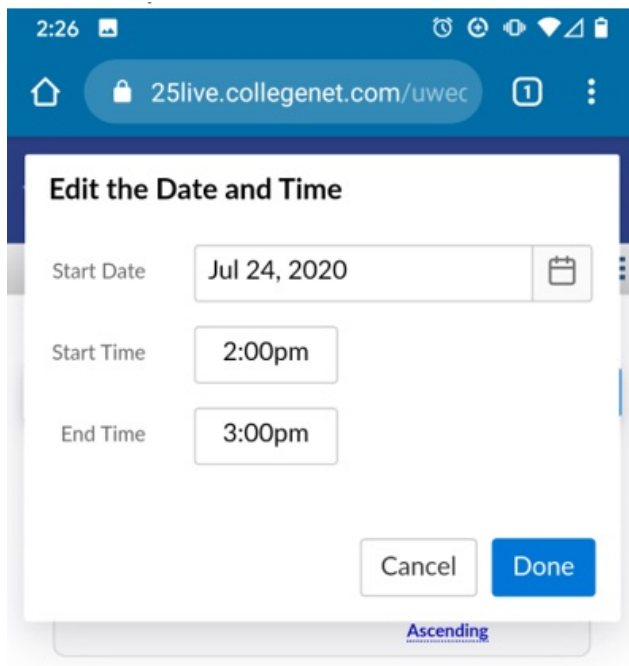 2:26
25live.collegenet.com/uwec
1
Edit the Date and Time
Start Date Jul 24, 2020
Start Time 2:00pm
End Time 3:00pm
Cancel Done
Ascending